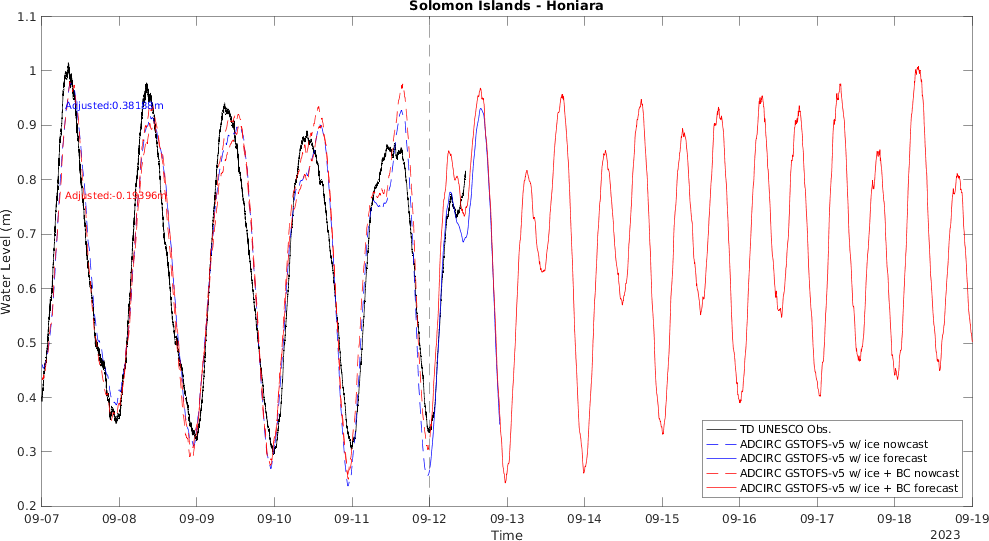 Solomon Islands - Honiara
1.1
1
0.9
0.8
0.7
0.6
0.5
0.4
0.3
0.2
Water Level (m)
Adjusted:0.38188m
Adjusted:-0.19396m
TD UNESCO Obs.
ADCIRC GSTOFS-v5 w/ ice nowcast
ADCIRC GSTOFS-v5 w/ ice forecast
ADCIRC GSTOFS-v5 w/ ice + BC nowcast
ADCIRC GSTOFS-v5 w/ ice + BC forecast
09-07 09-08 09-09 09-10 09-11 09-12 09-13 09-14 09-15 09-16 09-17 09-18 09-19
Time
2023